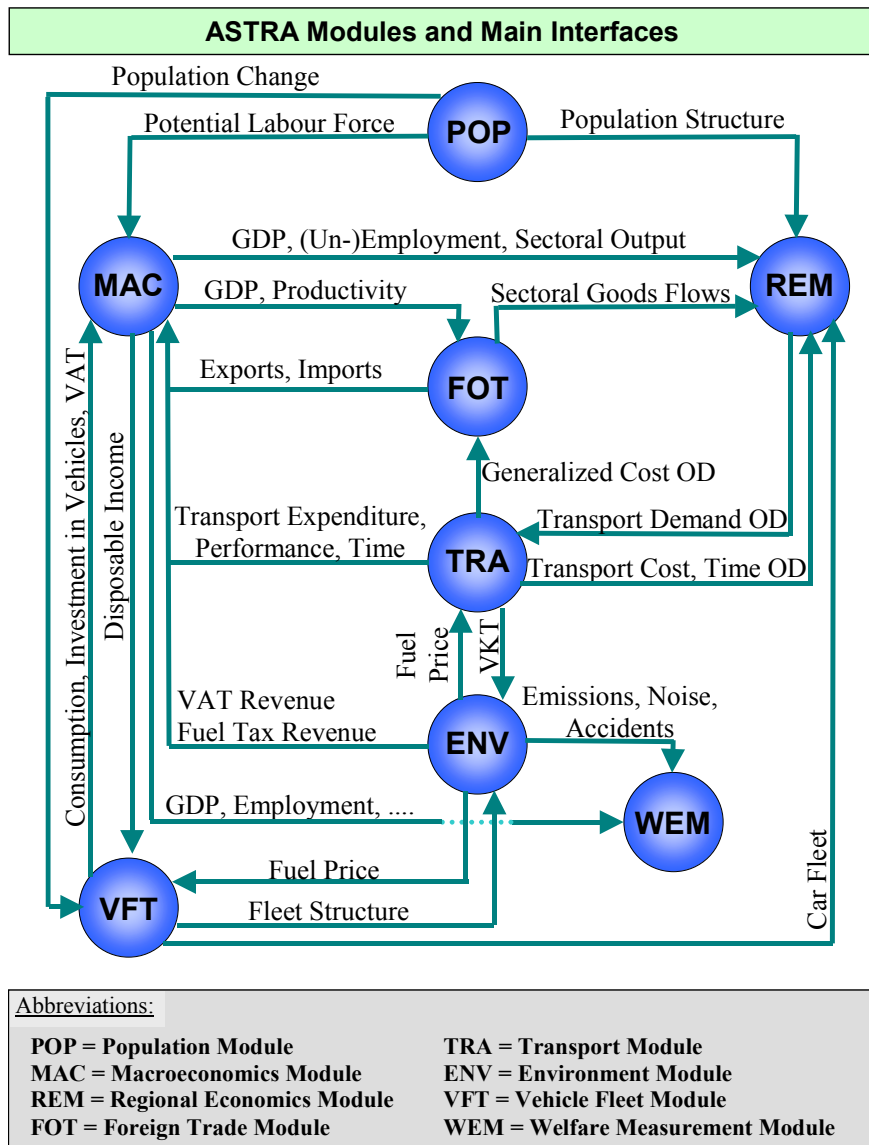 ASTRA Modules and Main Interfaces
Population Change
POP
Potential Labour Force
Population Structure
GDP, (Un-)Employment, Sectoral Output
MAC
REM
GDP, Productivity
Sectoral Goods Flows
Exports, Imports
FOT
Generalized Cost OD
Consumption, Investment in Vehicles, VAT
Disposable Income
Transport Expenditure,
Performance, Time
Transport Demand OD
TRA
Transport Cost, Time OD
Fuel
Price
VKT
Emissions, Noise,
Accidents
VAT Revenue
Fuel Tax Revenue
ENV
GDP, Employment, ....
WEM
Fuel Price
Car Fleet
VFT
Fleet Structure
Abbreviations:
POP = Population Module
MAC = Macroeconomics Module
REM = Regional Economics Module
FOT = Foreign Trade Module
TRA = Transport Module
ENV = Environment Module
VFT = Vehicle Fleet Module
WEM = Welfare Measurement Module